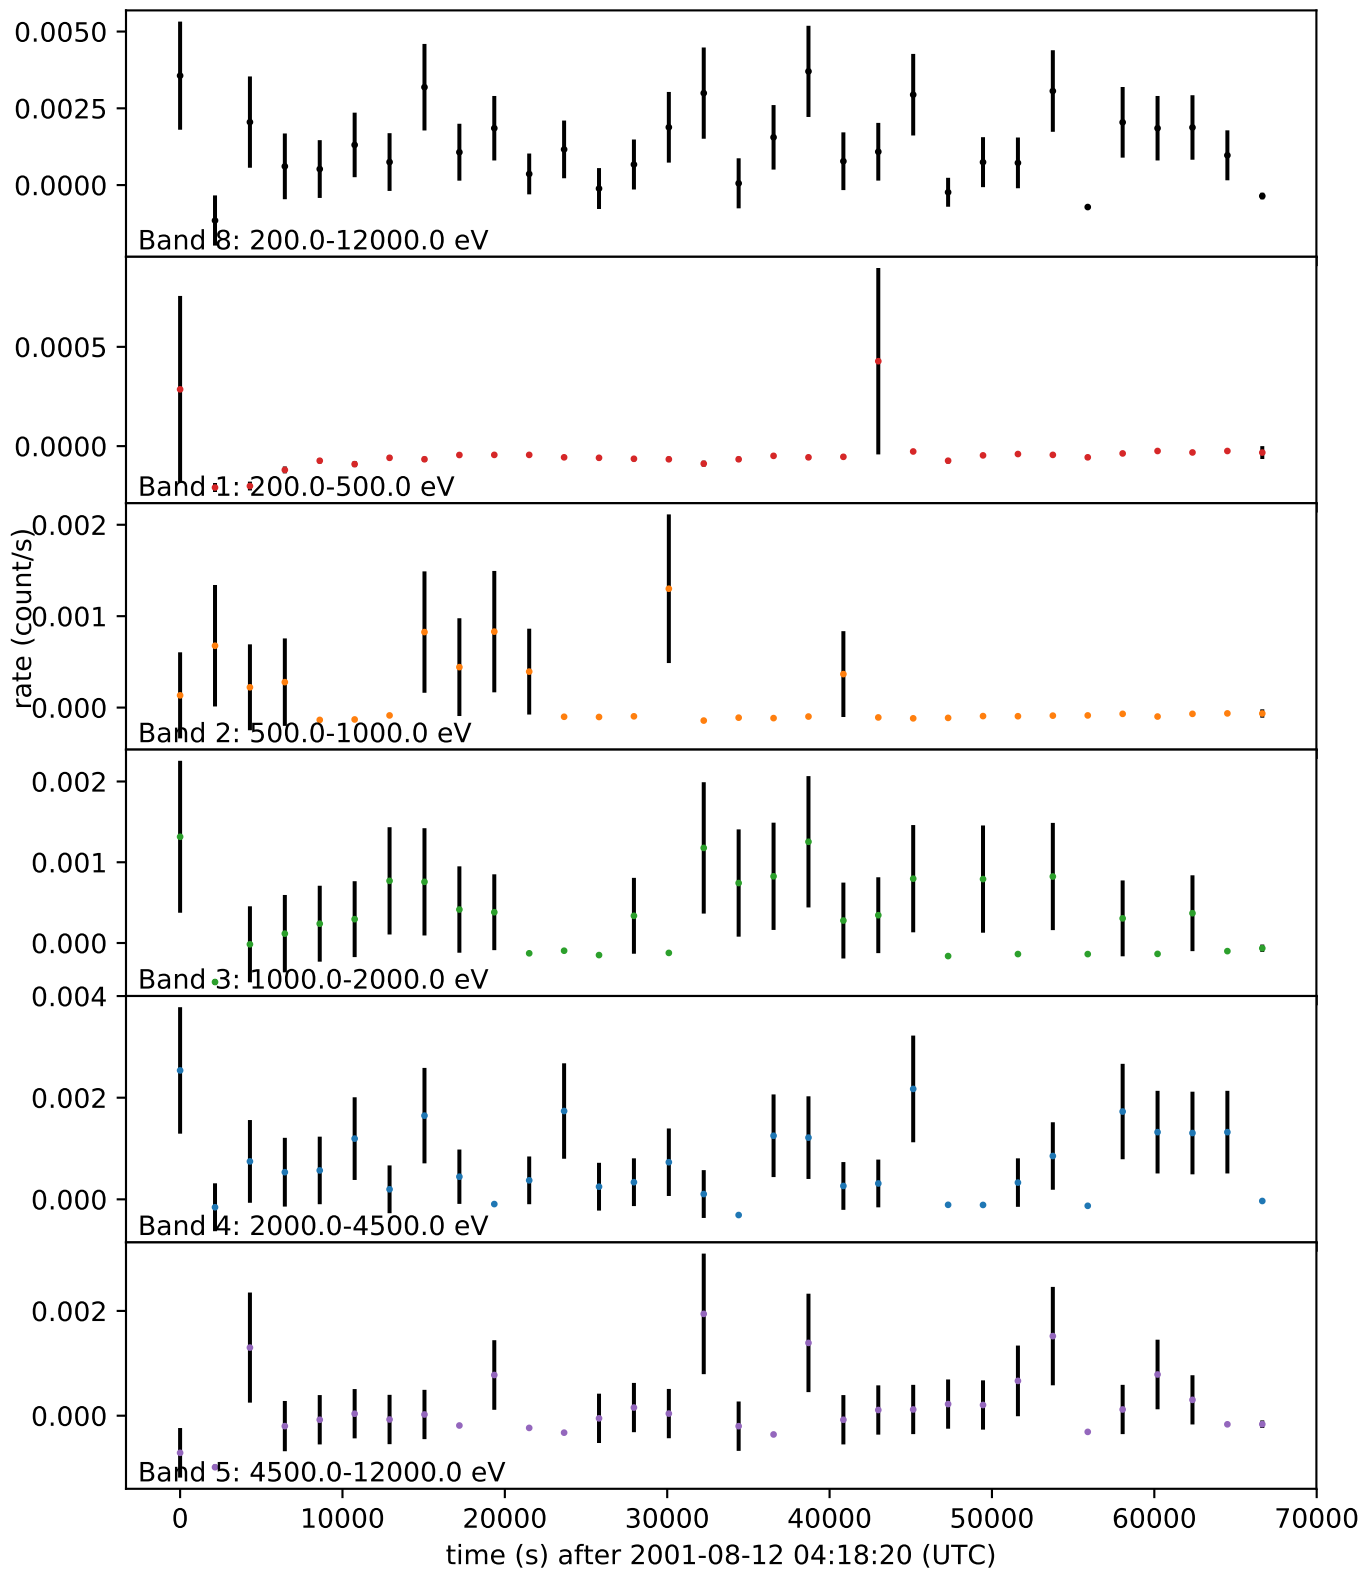 0.0050
0.0025
0.0000
Band 8: 200.0-12000.0 eV
0.0005
0.0000
Band 1: 200.0-500.0 eV
rate (count/s)
0.002
0.001
0.000
Band 2: 500.0-1000.0 eV
0.002
0.001
0.000
Band 3: 1000.0-2000.0 eV
0.004
0.002
0.000
Band 4: 2000.0-4500.0 eV
0.002
0.000
Band 5: 4500.0-12000.0 eV
0 10000 20000 30000 40000 50000 60000 70000
time (s) after 2001-08-12 04:18:20 (UTC)